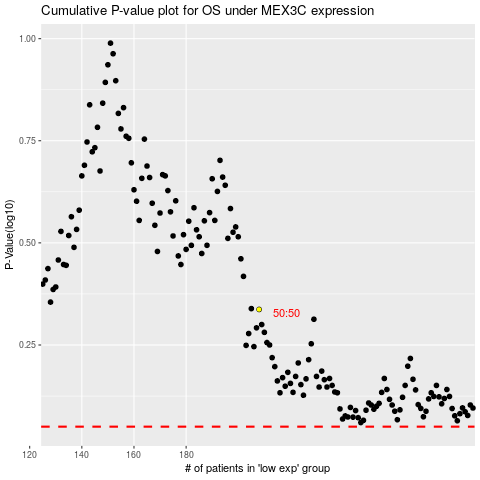 Cumulative P-value plot for OS under MEX3C expression
1.00
0.75
0.50
0.25
P-Value(log10)
50:50
120 140 160 180
# of patients in 'low exp' group